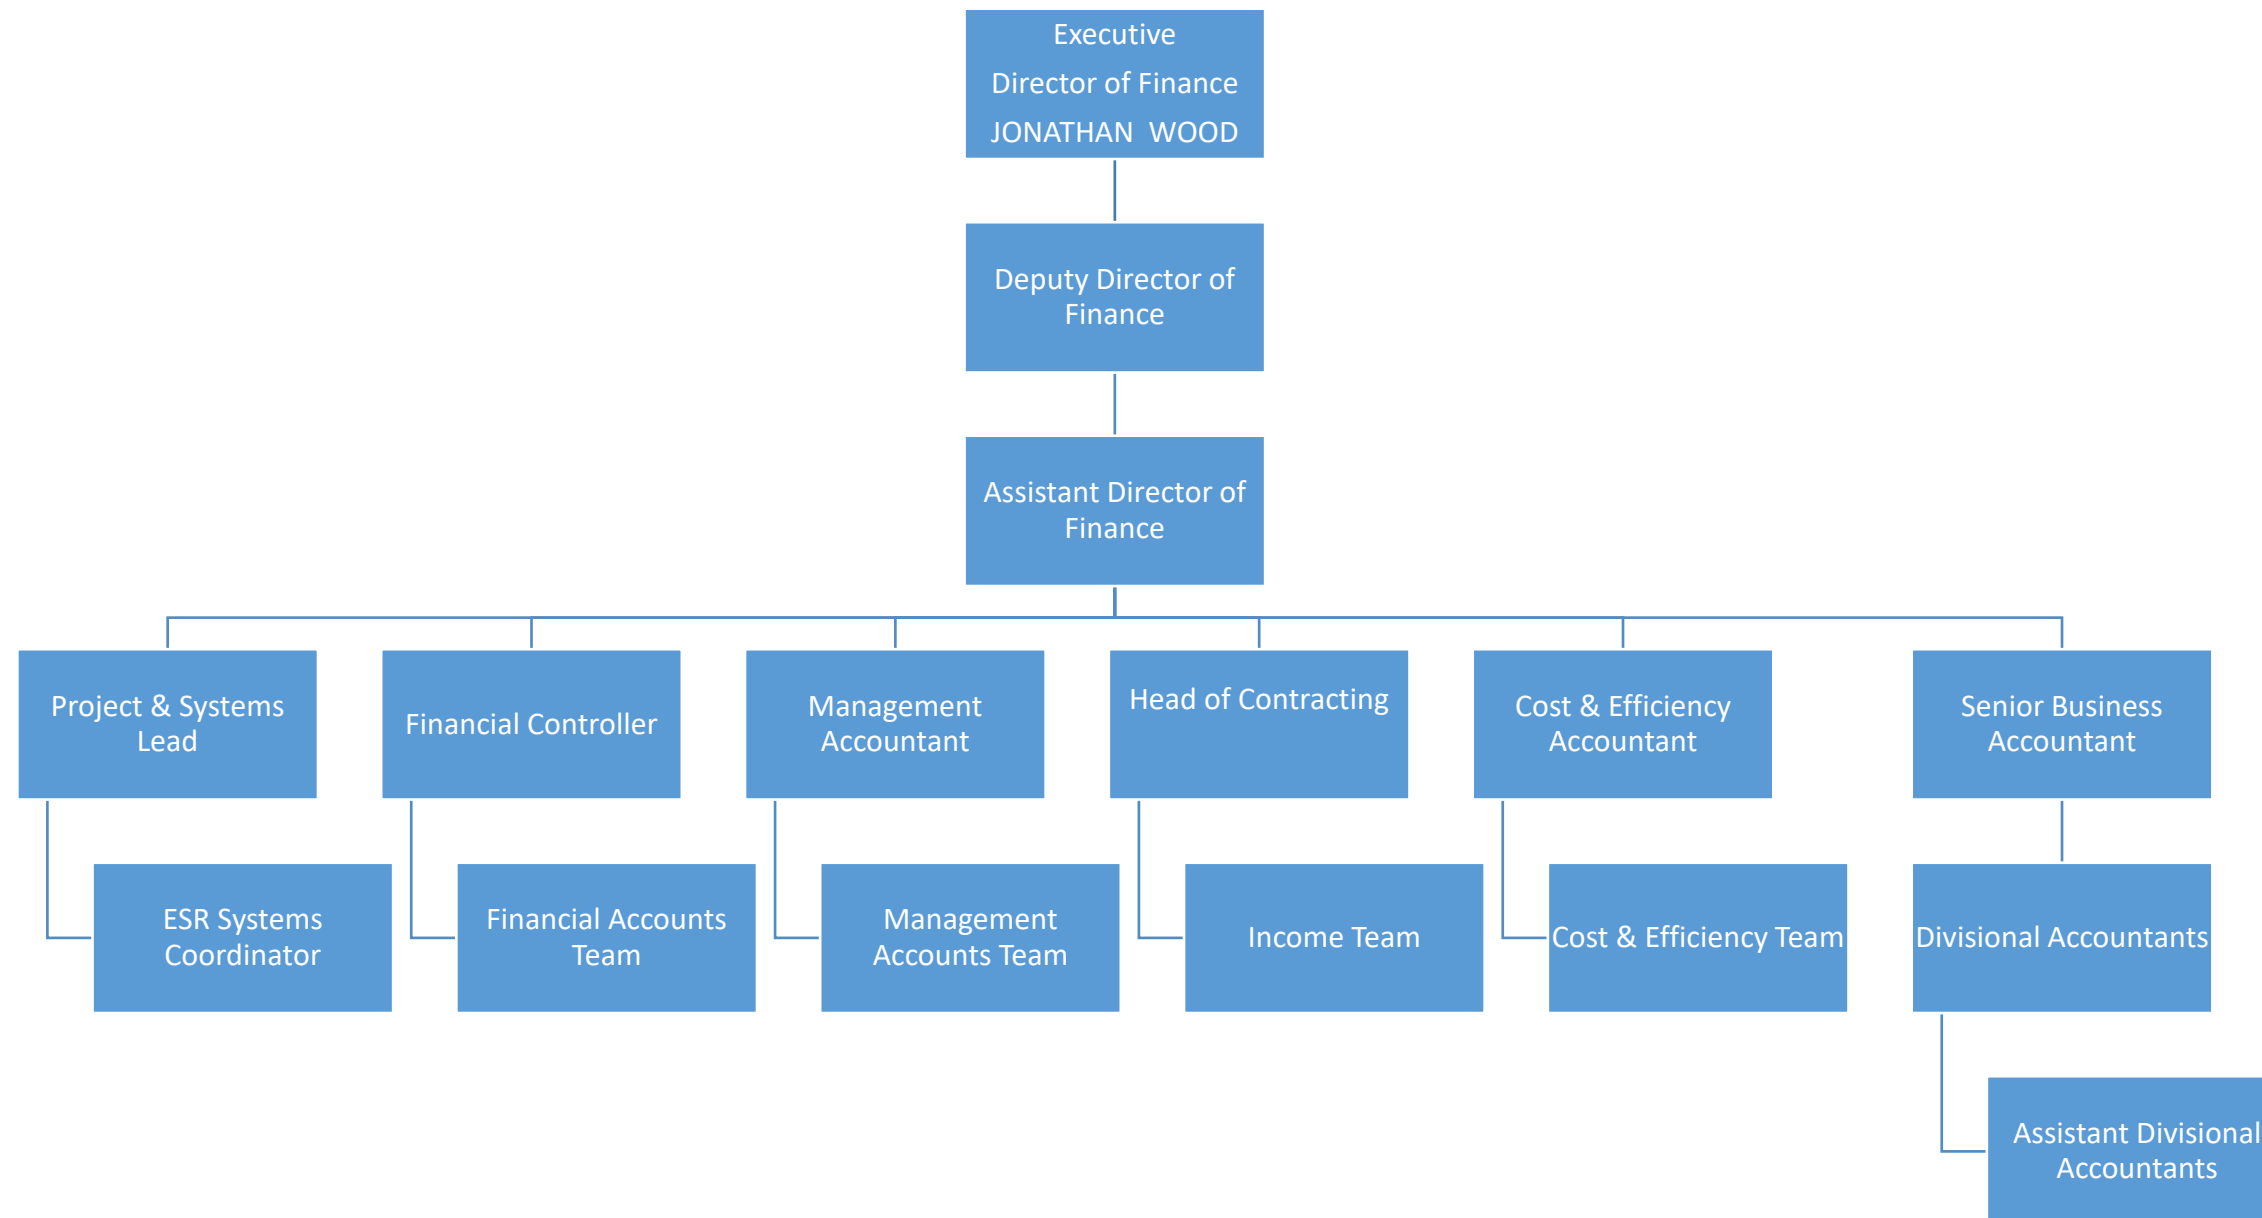 Executive
Director of Finance
JONATHAN  WOOD
Deputy Director of
Finance
Assistant Director of
Finance
Project & Systems
Lead
Financial Controller
Management
Accountant
Head of Contracting
Cost & Efficiency
Accountant
Senior Business
Accountant
ESR Systems
Coordinator
Financial Accounts
Team
Management
Accounts Team
Income Team
Cost & Efficiency Team
Divisional Accountants
Assistant Divisional
Accountants